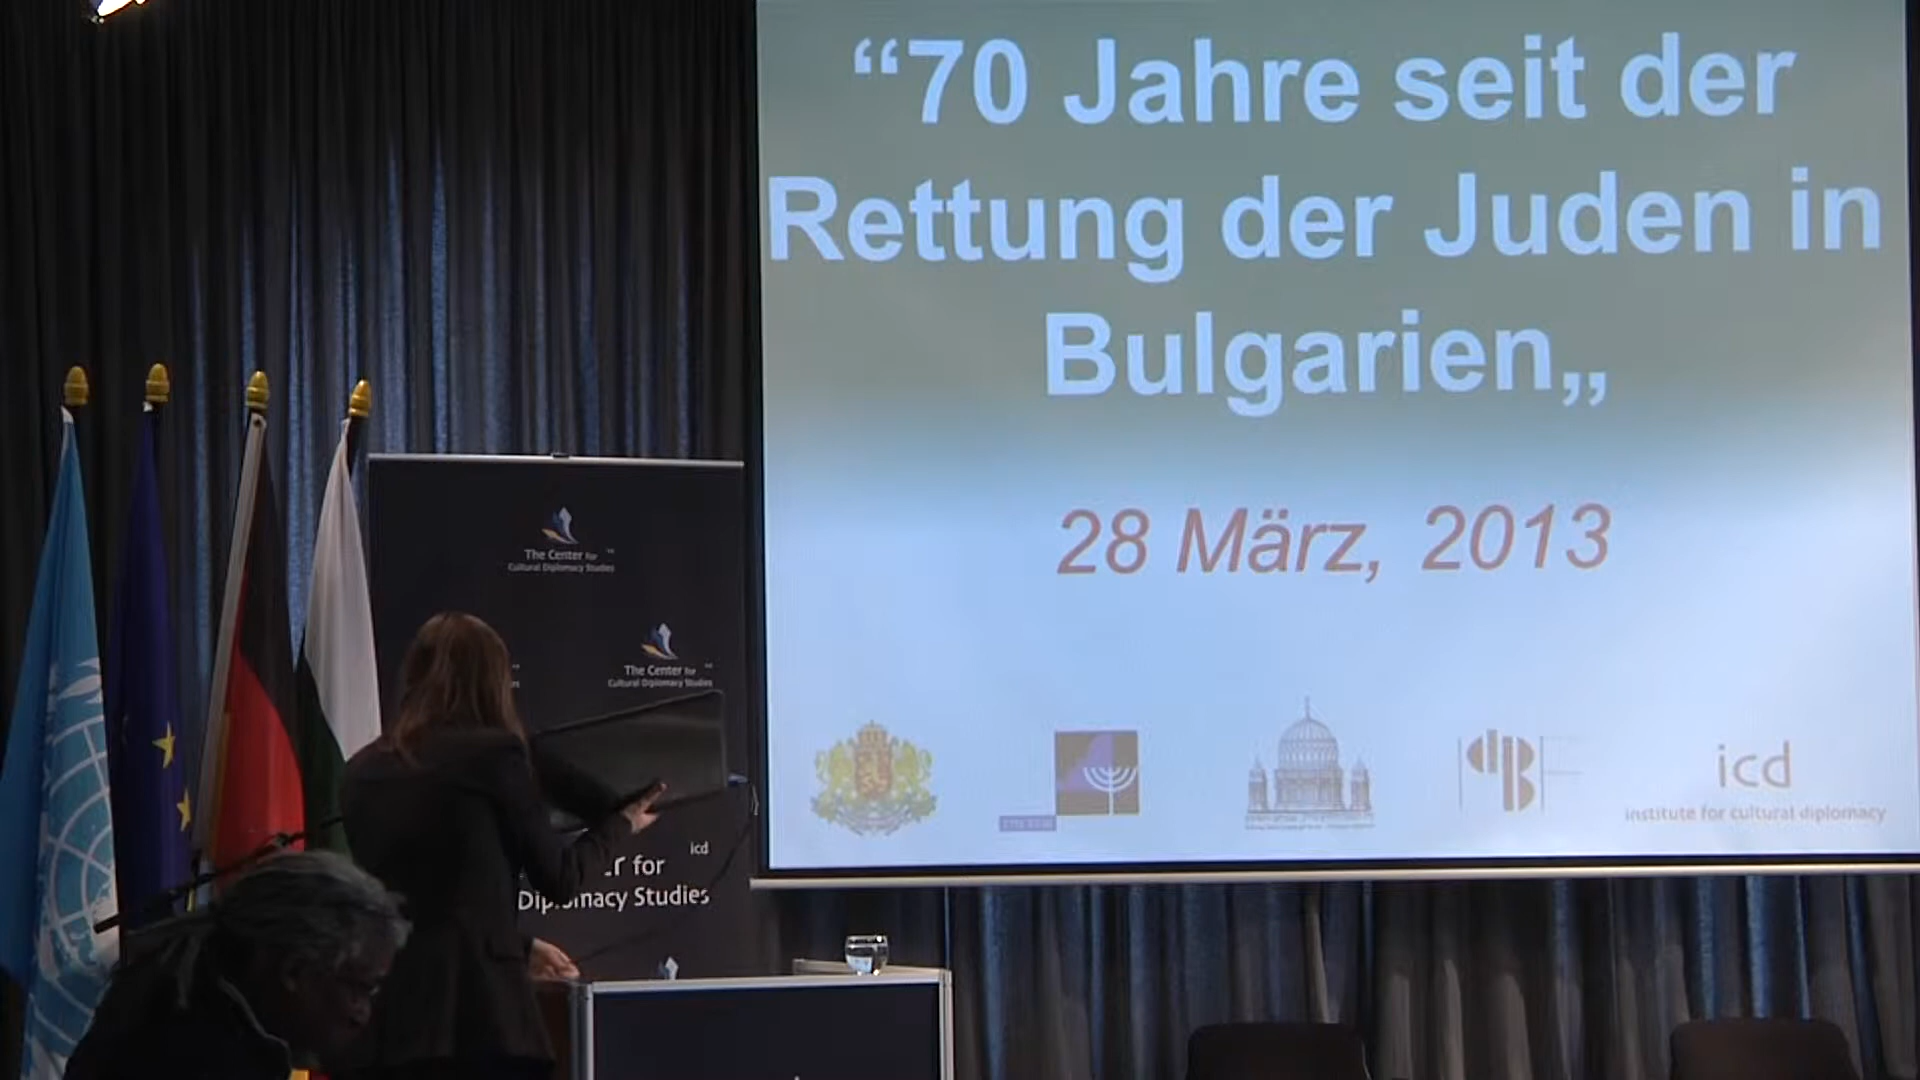 “70 Jahre seit der
Rettung der Juden in
Bulgarien„
28 März, 2013
icd
institute for cultural diplomacy
The Center for
Cultural Diplomacy Studies
The Center for
Cultural Diplomacy Studies
icd
for
Diplomacy Studies